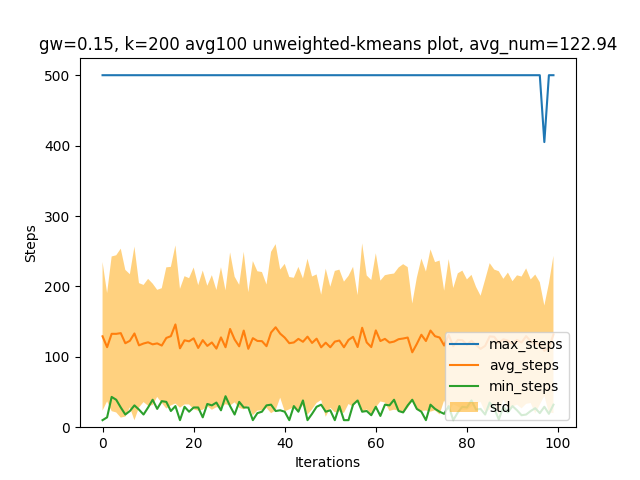 gw=0.15, k=200 avg100 unweighted-kmeans plot, avg_num=122.94
500
400
300
200
100
0
Steps
max_steps
avg_steps
min_steps
std
0 20 40 60 80 100
Iterations